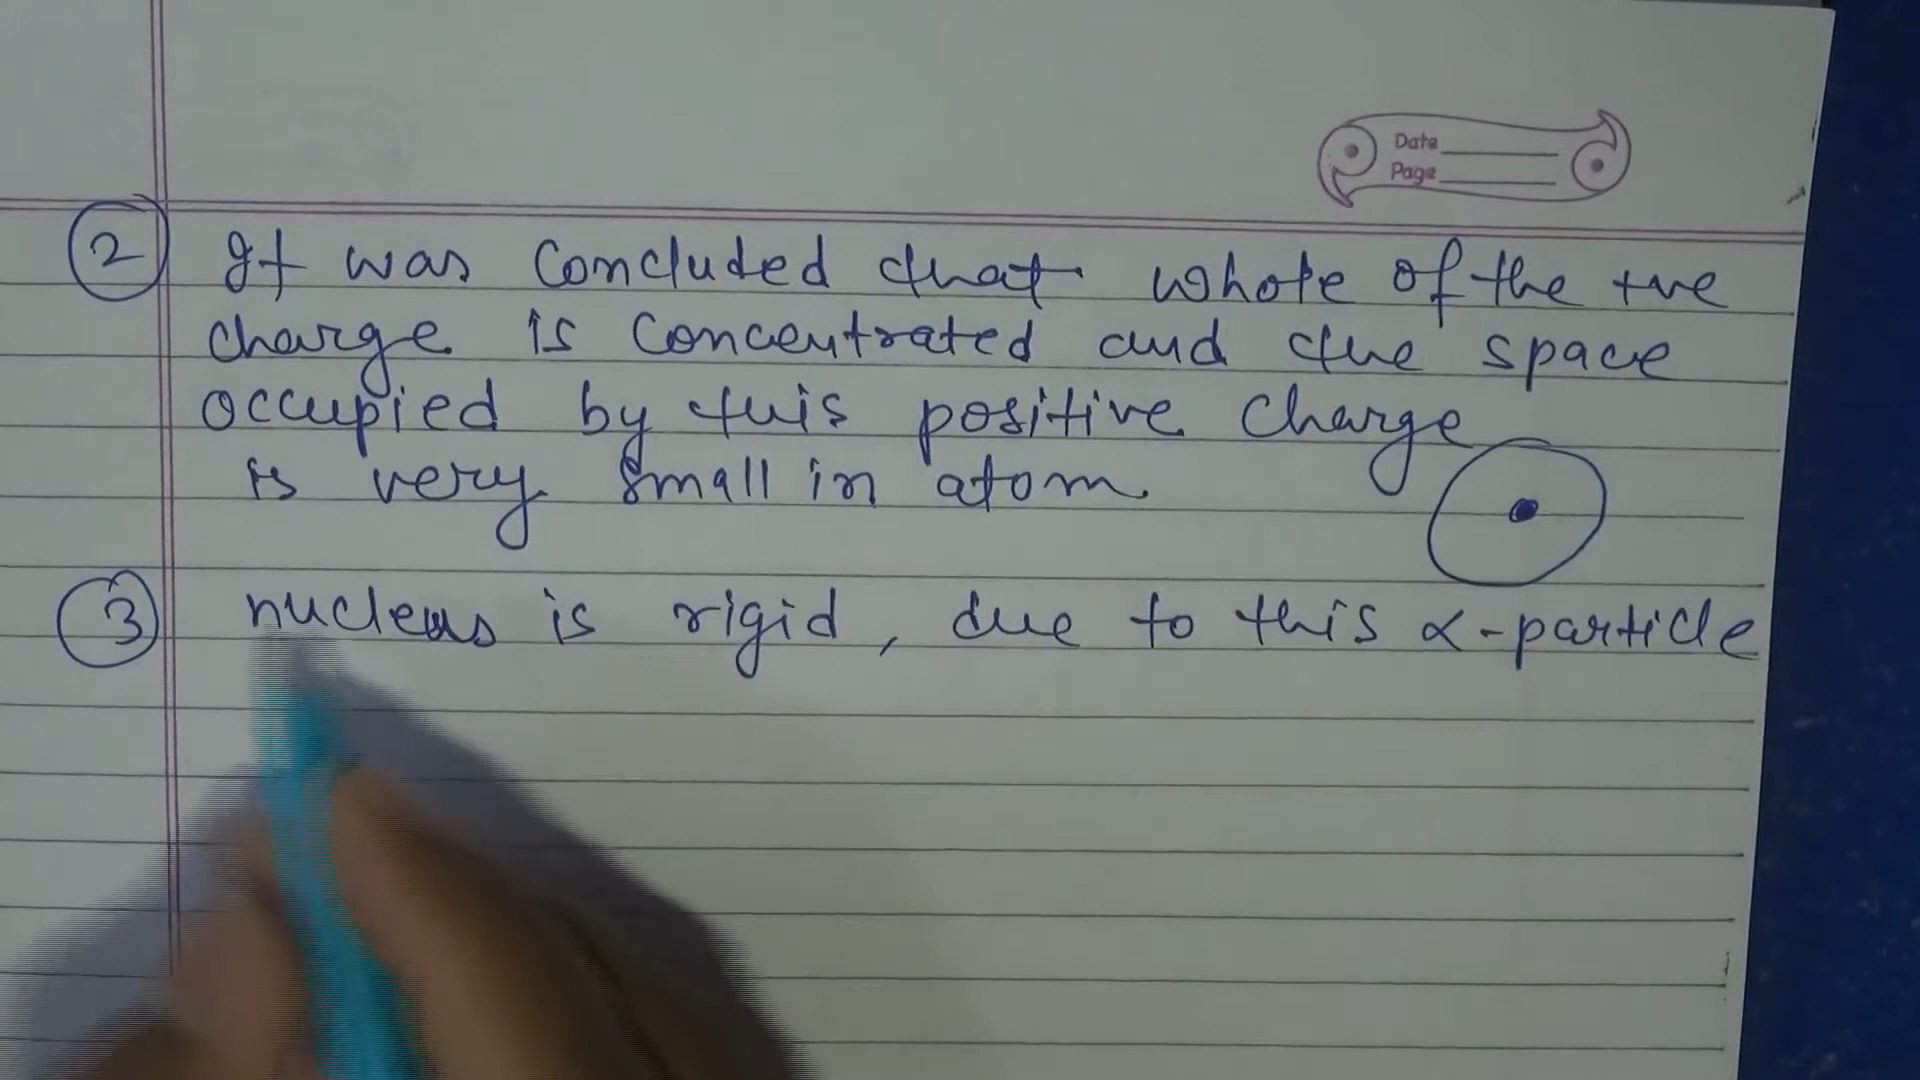 Date
Page
2 It was concluded that whole of the +ve
charge is concentrated and the space
occupied by this positive charge
is very small in atom.
3 nucleus is rigid, due to this α-particle